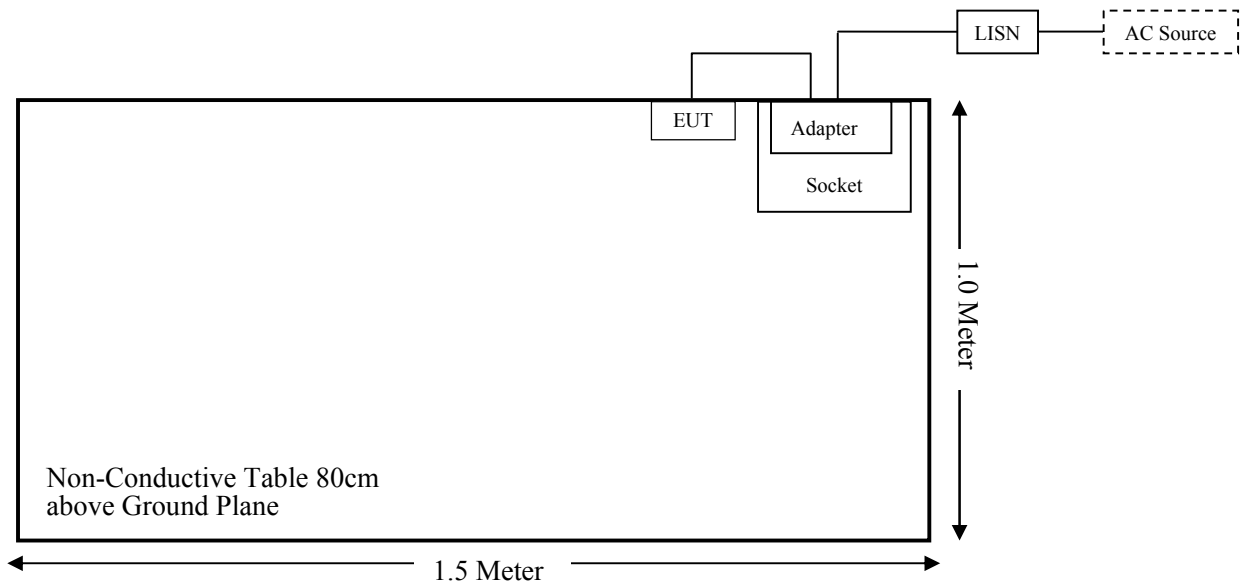 LISN
AC Source
EUT
Adapter
Socket
1.0 Meter
Non-Conductive Table 80cm
above Ground Plane
1.5 Meter